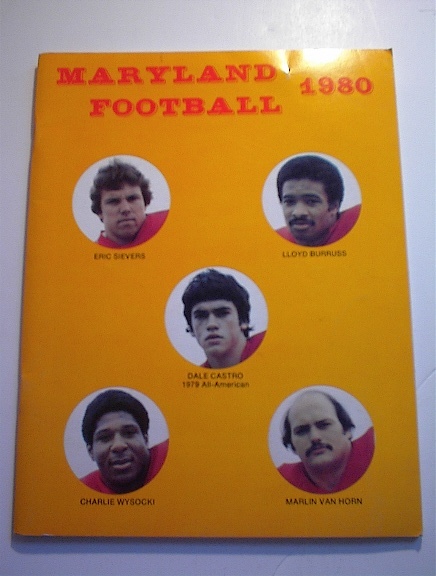 MARYLAND 1980
FOOTBALL
ERIC SIEVERS
LLOYD BURRUSS
DALE CASTRO
1979 All-American
CHARLIE WYSOCKI
MARLIN VAN HORN